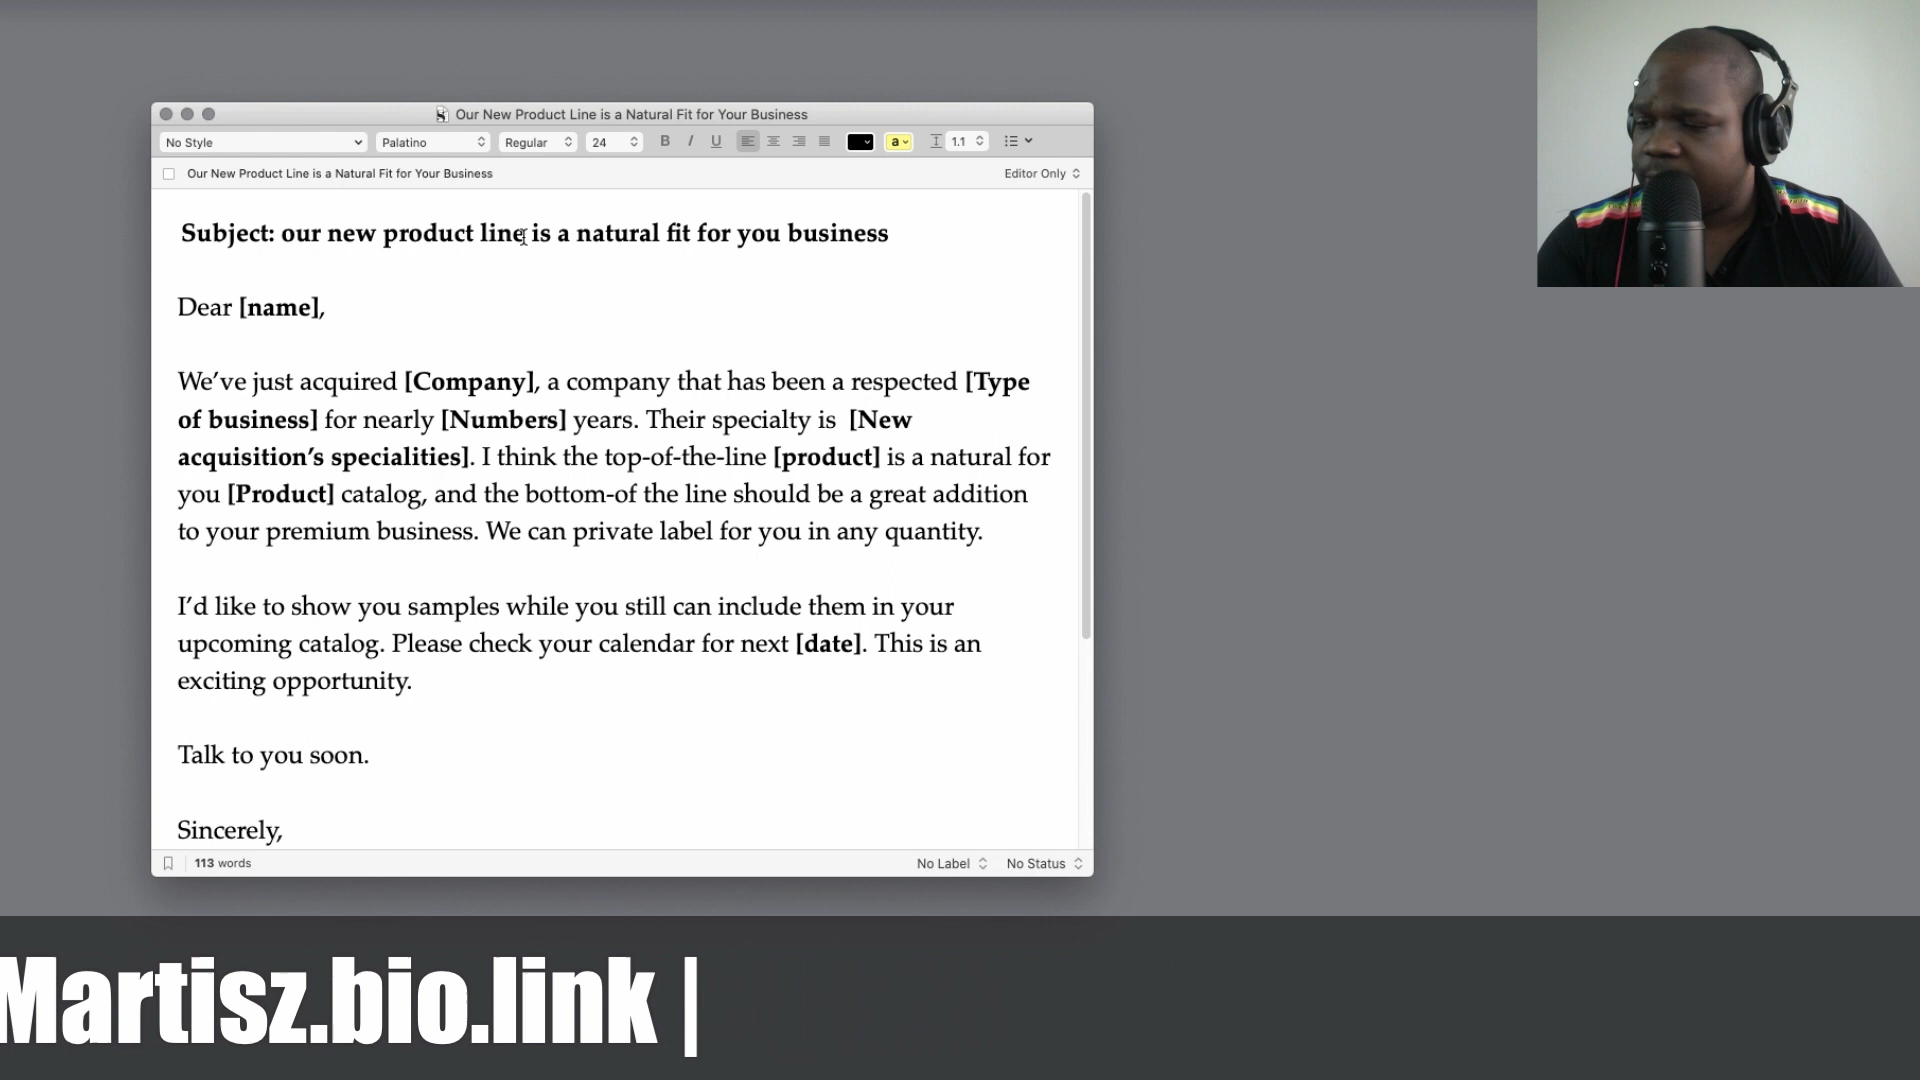 Our New Product Line is a Natural Fit for Your Business
No Style Palatino Regular 24 B I U a 1.1
Our New Product Line is a Natural Fit for Your Business Editor Only
Subject: our new product line is a natural fit for you business
Dear [name],
We’ve just acquired [Company], a company that has been a respected [Type
of business] for nearly [Numbers] years. Their specialty is [New
acquisition’s specialities]. I think the top-of-the-line [product] is a natural for
you [Product] catalog, and the bottom-of the line should be a great addition
to your premium business. We can private label for you in any quantity.
I’d like to show you samples while you still can include them in your
upcoming catalog. Please check your calendar for next [date]. This is an
exciting opportunity.
Talk to you soon.
Sincerely,
113 words No Label No Status
Martisz.bio.link |